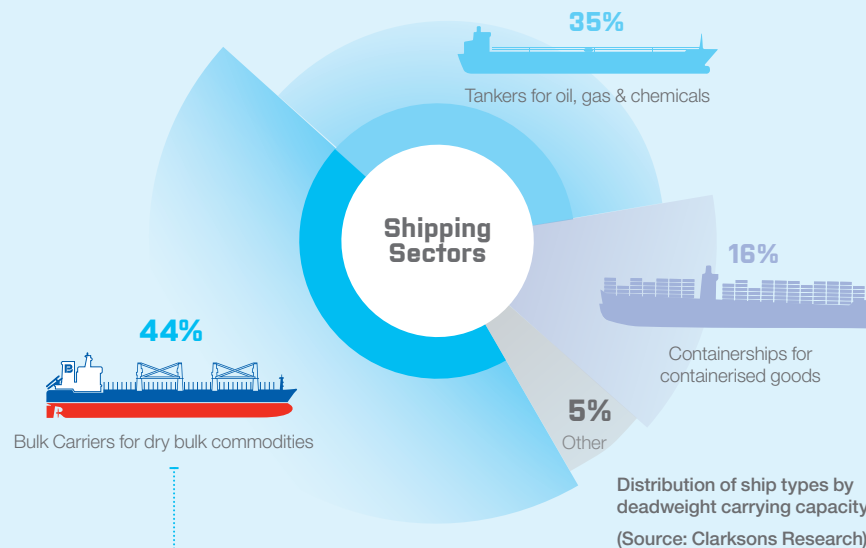 35%
Tankers for oil, gas & chemicals
Shipping
Sectors
16%
Containerships for
containerised goods
44%
Bulk Carriers for dry bulk commodities
5%
Other
Distribution of ship types by
deadweight carrying capacity
(Source: Clarksons Research)